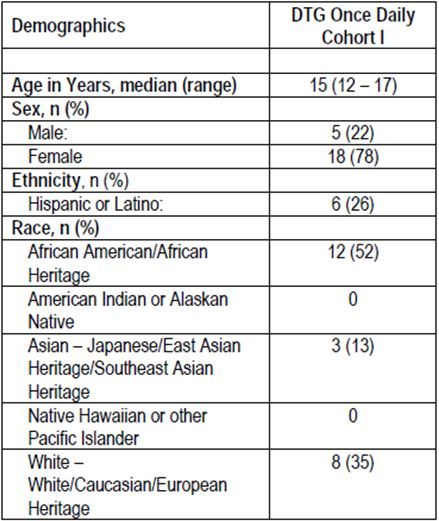 Demographics
DTG Once Daily
Cohort I
Age in Years, median (range)
15 (12 – 17)
Sex, n (%)
Male:
5 (22)
Female
18 (78)
Ethnicity, n (%)
Hispanic or Latino:
6 (26)
Race, n (%)
African American/African
Heritage
12 (52)
American Indian or Alaskan
Native
0
Asian – Japanese/East Asian
Heritage/Southeast Asian
Heritage
3 (13)
Native Hawaiian or other
Pacific Islander
0
White –
White/Caucasian/European
Heritage
8 (35)